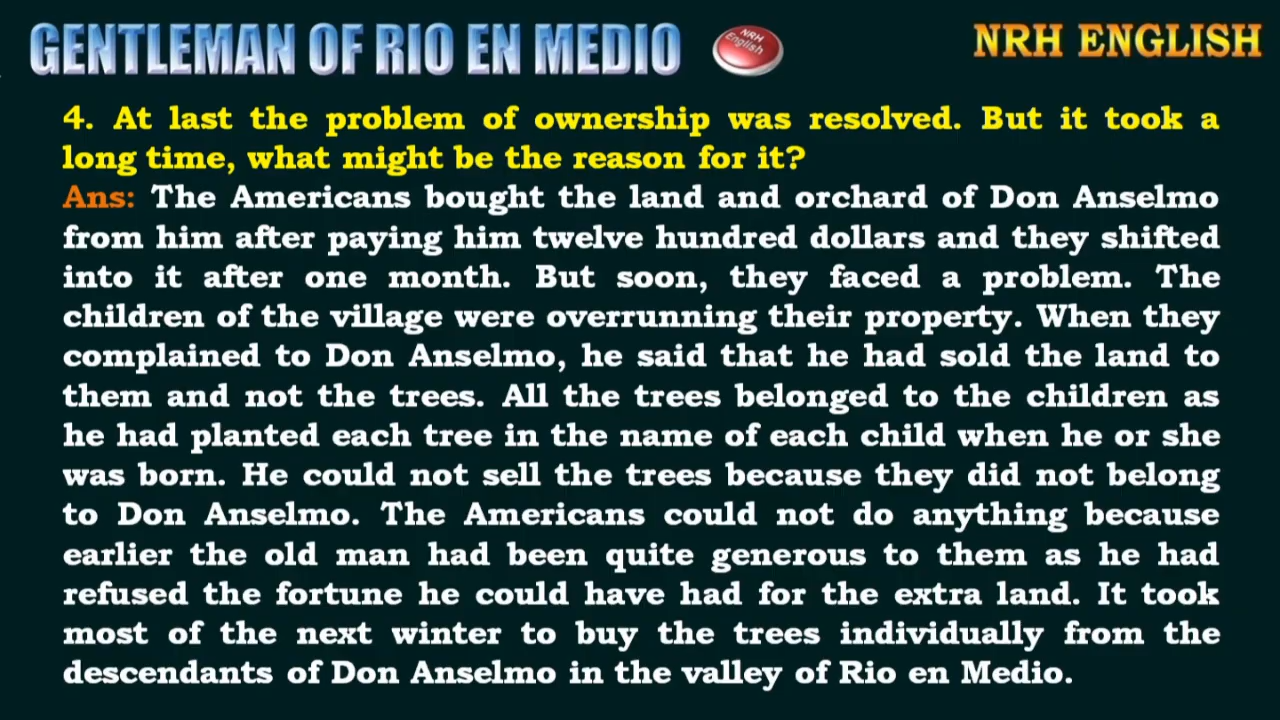 GENTLEMAN OF RIO EN MEDIO
NRH English
NRH ENGLISH
4. At last the problem of ownership was resolved. But it took a
long time, what might be the reason for it?
Ans: The Americans bought the land and orchard of Don Anselmo
from him after paying him twelve hundred dollars and they shifted
into it after one month. But soon, they faced a problem. The
children of the village were overrunning their property. When they
complained to Don Anselmo, he said that he had sold the land to
them and not the trees. All the trees belonged to the children as
he had planted each tree in the name of each child when he or she
was born. He could not sell the trees because they did not belong
to Don Anselmo. The Americans could not do anything because
earlier the old man had been quite generous to them as he had
refused the fortune he could have had for the extra land. It took
most of the next winter to buy the trees individually from the
descendants of Don Anselmo in the valley of Rio en Medio.